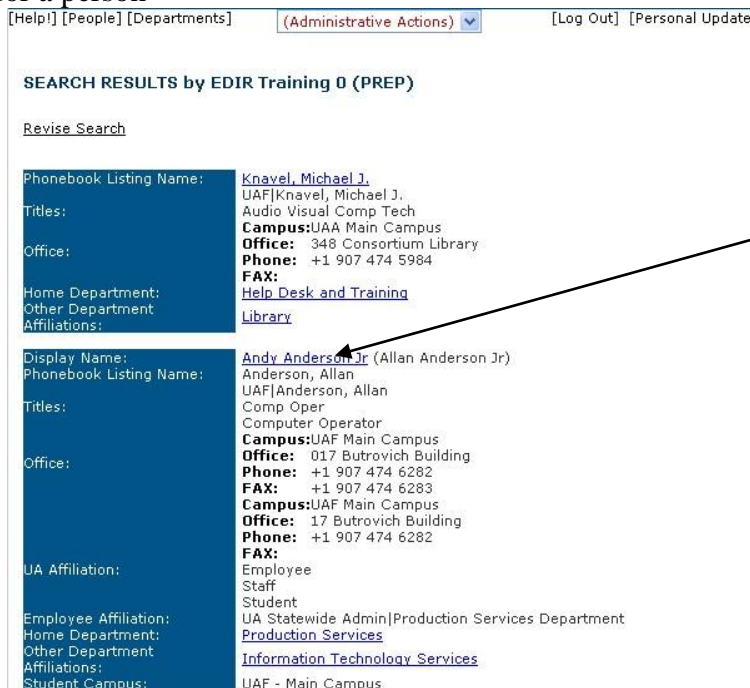 for a person
[Help!] [People] [Departments] (Administrative Actions) [Log Out] [Personal Update
SEARCH RESULTS by EDIR Training 0 (PREP)
Revise Search
Phonebook Listing Name: Knavel, Michael J.
UAF|Knavel, Michael J.
Titles: Audio Visual Comp Tech
Campus:UAA Main Campus
Office: Office: 348 Consortium Library
Phone: +1 907 474 5984
FAX:
Home Department: Help Desk and Training
Other Department
Affiliations: Library
Display Name: Andy Anderson Jr (Allan Anderson Jr)
Phonebook Listing Name: Anderson, Allan
UAF|Anderson, Allan
Titles: Comp Oper
Computer Operator
Campus:UAF Main Campus
Office: Office: 017 Butrovich Building
Phone: +1 907 474 6282
FAX: +1 907 474 6283
Campus:UAF Main Campus
Office: 17 Butrovich Building
Phone: +1 907 474 6282
FAX:
UA Affiliation: Employee
Staff
Student
Employee Affiliation: UA Statewide Admin|Production Services Department
Home Department: Production Services
Other Department
Affiliations: Information Technology Services
Student Campus: UAF - Main Campus